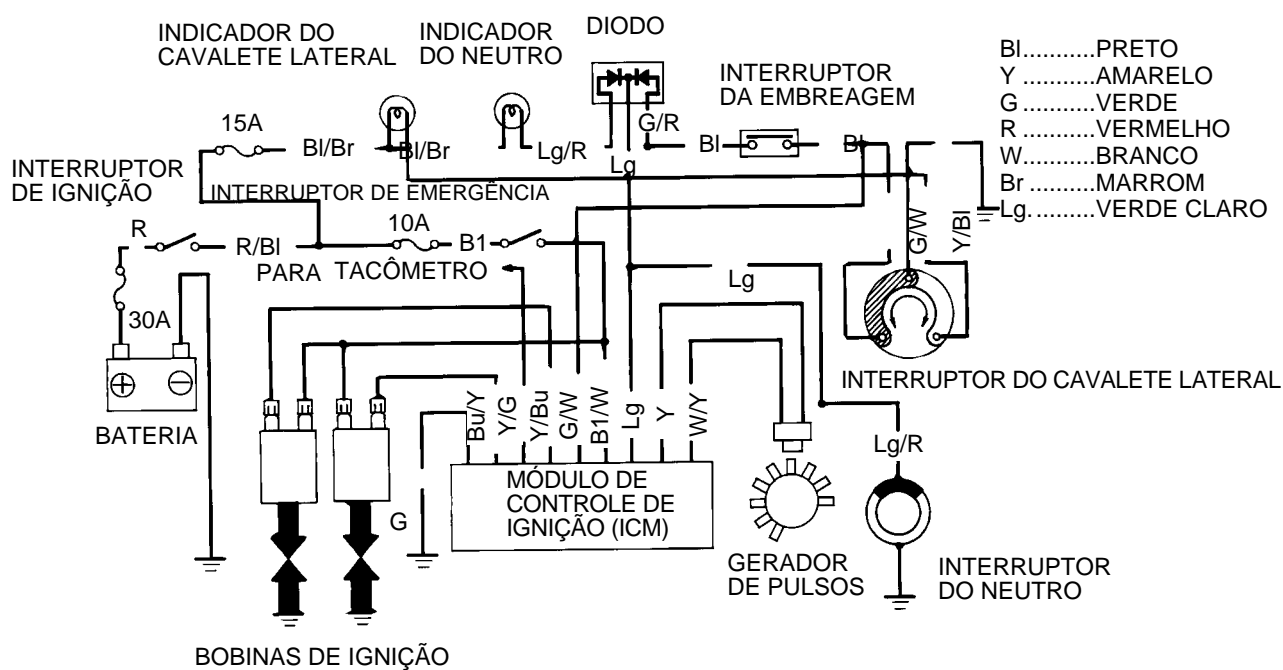 INDICADOR DO
CAVALETE LATERAL
INDICADOR
DO NEUTRO
DIODO
INTERRUPTOR
DA EMBREAGEM
Bl...........PRETO
Y ...........AMARELO
G ...........VERDE
R ...........VERMELHO
W...........BRANCO
Br ..........MARROM
Lg...........VERDE CLARO
15A
Bl/Br
Bl/Br
Lg/R
Lg
G/R
Bl
Bl
INTERRUPTOR
DE IGNIÇÃO
INTERRUPTOR DE EMERGÊNCIA
R
R/Bl
10A
B1
G/W
Y/Bl
PARA TACÔMETRO
Lg
30A
BATERIA
INTERRUPTOR DO CAVALETE LATERAL
Bu/Y
Y/G
Y/Bu
G/W
B1/W
Lg
Y
W/Y
Lg/R
MÓDULO DE
CONTROLE DE
IGNIÇÃO (ICM)
G
GERADOR
DE PULSOS
INTERRUPTOR
DO NEUTRO
BOBINAS DE IGNIÇÃO